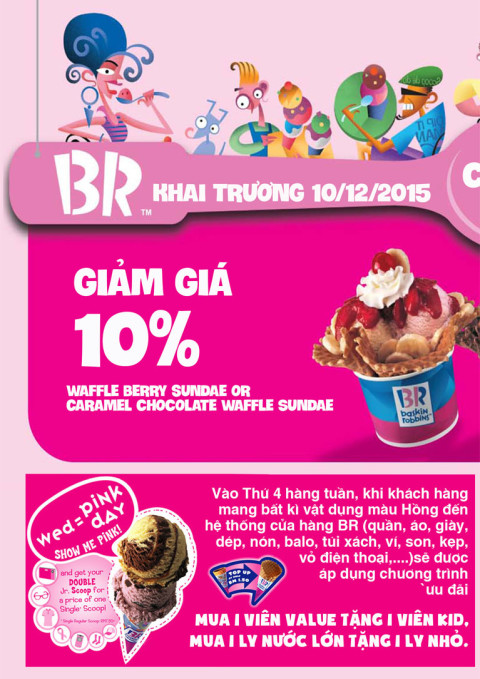 BR TM KHAI TRƯƠNG 10/12/2015
C
GIẢM GIÁ
10%
WAFFLE BERRY SUNDAE OR
CARAMEL CHOCOLATE WAFFLE SUNDAE
BR
baskin
robbins
wed = pink
day
SHOW ME PINK!
and get your
DOUBLE
Jr. Scoop for
a price of one
Single Scoop!
TOP UP
EM LEO
Vào Thứ 4 hàng tuần, khi khách hàng
mang bất kì vật dụng màu Hồng đến
hệ thống cửa hàng BR (quần, áo, giày,
dép, nón, balo, túi xách, ví, son, kẹp,
vỏ điện thoại,....)sẽ được
áp dụng chương trình
`ưu đãi
MUA 1 VIÊN VALUE TẶNG 1 VIÊN KID,
MUA 1 LY NƯỚC LỚN TẶNG 1 LY NHỎ.